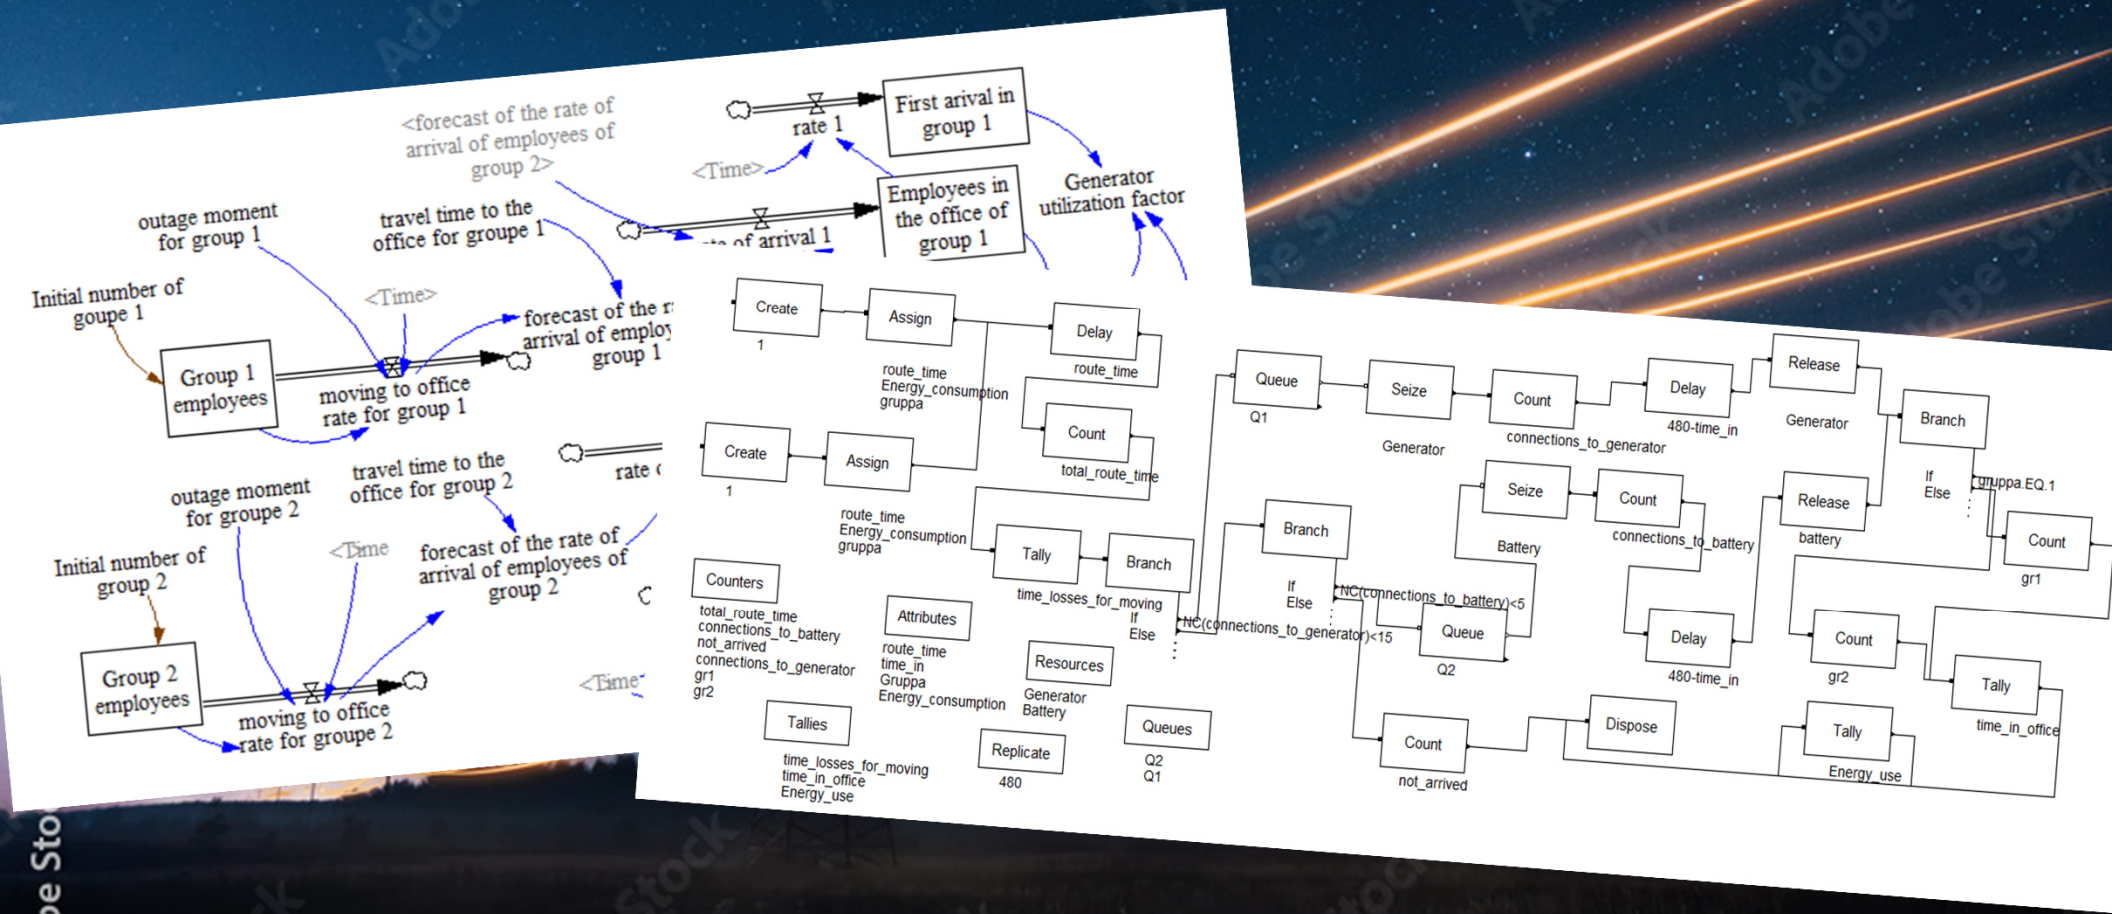 <forecast of the rate of
arrival of employees of
group 2>
rate 1
First arival in
group 1
<Time>
Employees in
the office of
group 1
Generator
utilization factor
outage moment
for group 1
travel time to the
office for groupe 1
of arrival 1
Initial number of
goupe 1
<Time>
forecast of the
arrival of
group 1
Group 1
employees
moving to office
rate for group 1
travel time to the
office for group 2
rate
outage moment
for groupe 2
<Time
forecast of the rate of
arrival of employees of
group 2
Initial number of
group 2
Group 2
employees
moving to office
rate for groupe 2
<Time
Create
1
Assign
route_time
Energy_consumption
gruppa
Delay
route_time
Count
total_route_time
Create
1
Assign
route_time
Energy_consumption
gruppa
Tally
time_losses_for_moving
Branch
If
Else
NC(connections_to_generator)<15
Counters
total_route_time
connections_to_battery
not_arrived
connections_to_generator
gr1
gr2
Attributes
route_time
time_in
Gruppa
Energy_consumption
Resources
Generator
Battery
Tallies
time_losses_for_moving
time_in_office
Energy_use
Replicate
480
Queues
Q2
Q1
Queue
Q1
Seize
Generator
Count
connections_to_generator
Delay
480-time_in
Release
Generator
Branch
If
Else
gruppa.EQ.1
Branch
If
Else
NC(connections_to_battery)<5
Seize
Battery
Count
connections_to_battery
Release
battery
Count
gr1
Queue
Q2
Delay
480-time_in
Count
gr2
Tally
time_in_office
Count
not_arrived
Dispose
Tally
Energy_use
Adobe Stock